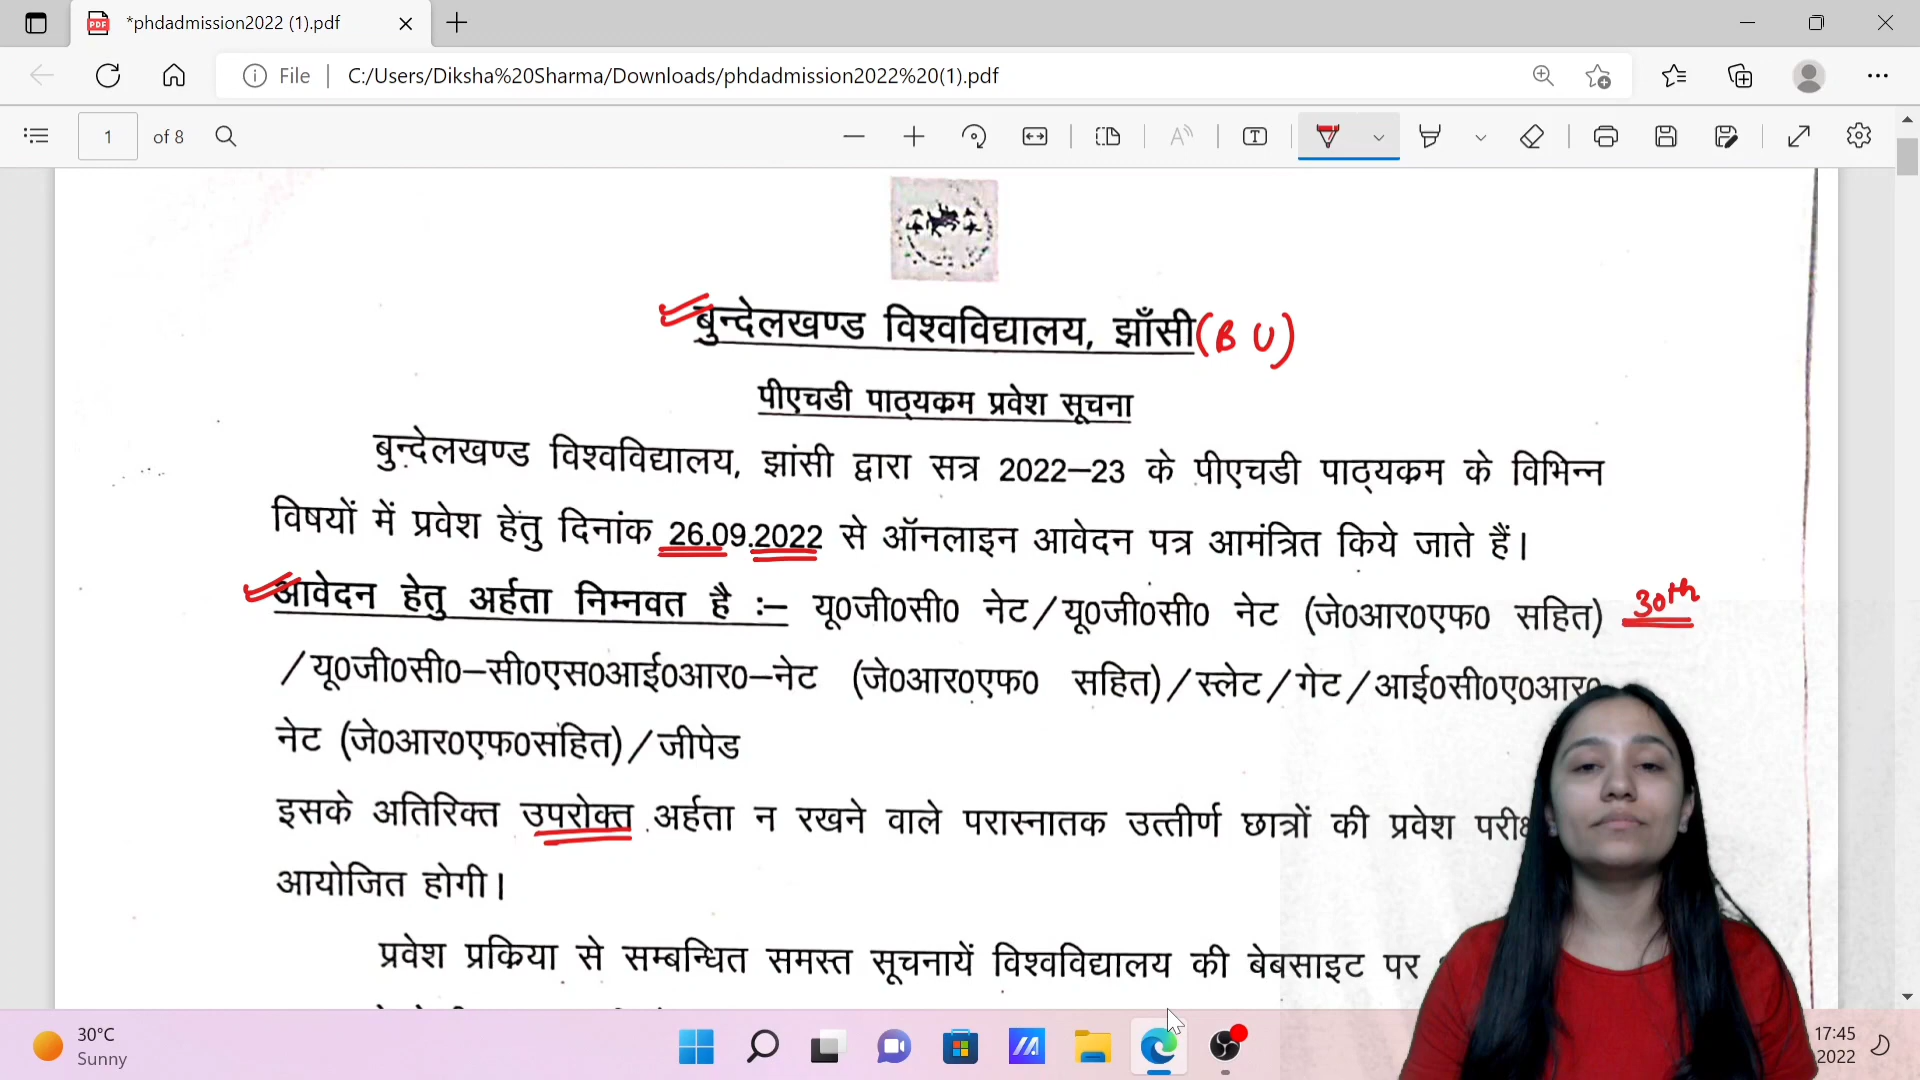 *phdadmission2022 (1).pdf
File
C:/Users/Diksha%20Sharma/Downloads/phdadmission2022%20(1).pdf
1 of 8
बुन्देलखण्ड विश्वविद्यालय, झाँसी (B U)
पीएचडी पाठ्यक्रम प्रवेश सूचना
बुन्देलखण्ड विश्वविद्यालय, झांसी द्वारा सत्र 2022–23 के पीएचडी पाठ्यक्रम के विभिन्न
विषयों में प्रवेश हेतु दिनांक 26.09.2022 से ऑनलाइन आवेदन पत्र आमंत्रित किये जाते हैं।
आवेदन हेतु अर्हता निम्नवत है :– यू0जी0सी0 नेट/यू0जी0सी0 नेट (जे0आर0एफ0 सहित) 30th
/यू0जी0सी0–सी0एस0आई0आर0–नेट (जे0आर0एफ0 सहित)/स्लेट/गेट/आई0सी0ए0आर0
नेट (जे0आर0एफ0सहित)/जीपेड
इसके अतिरिक्त उपरोक्त अर्हता न रखने वाले परास्नातक उत्तीर्ण छात्रों की प्रवेश
आयोजित होगी।
प्रवेश प्रक्रिया से सम्बन्धित समस्त सूचनायें विश्वविद्यालय की बेबसाइट पर
30°C
Sunny
17:45
2022